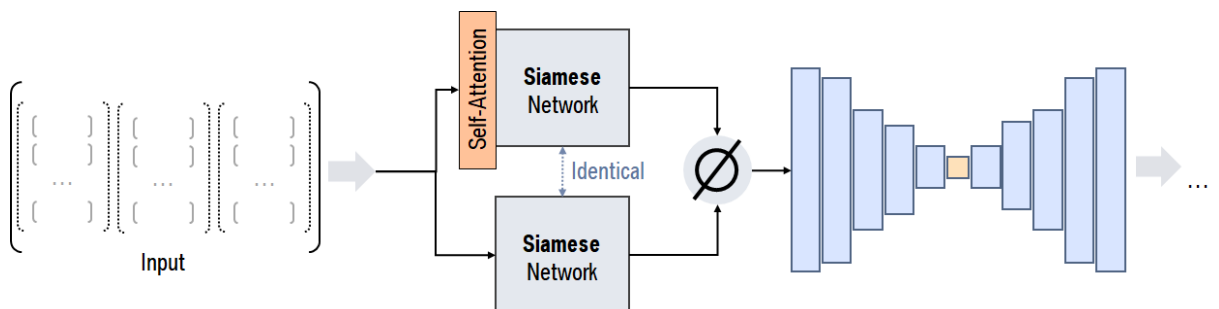 Self-Attention
Siamese
Network
Identical
Siamese
Network
...
...
...
Input
...